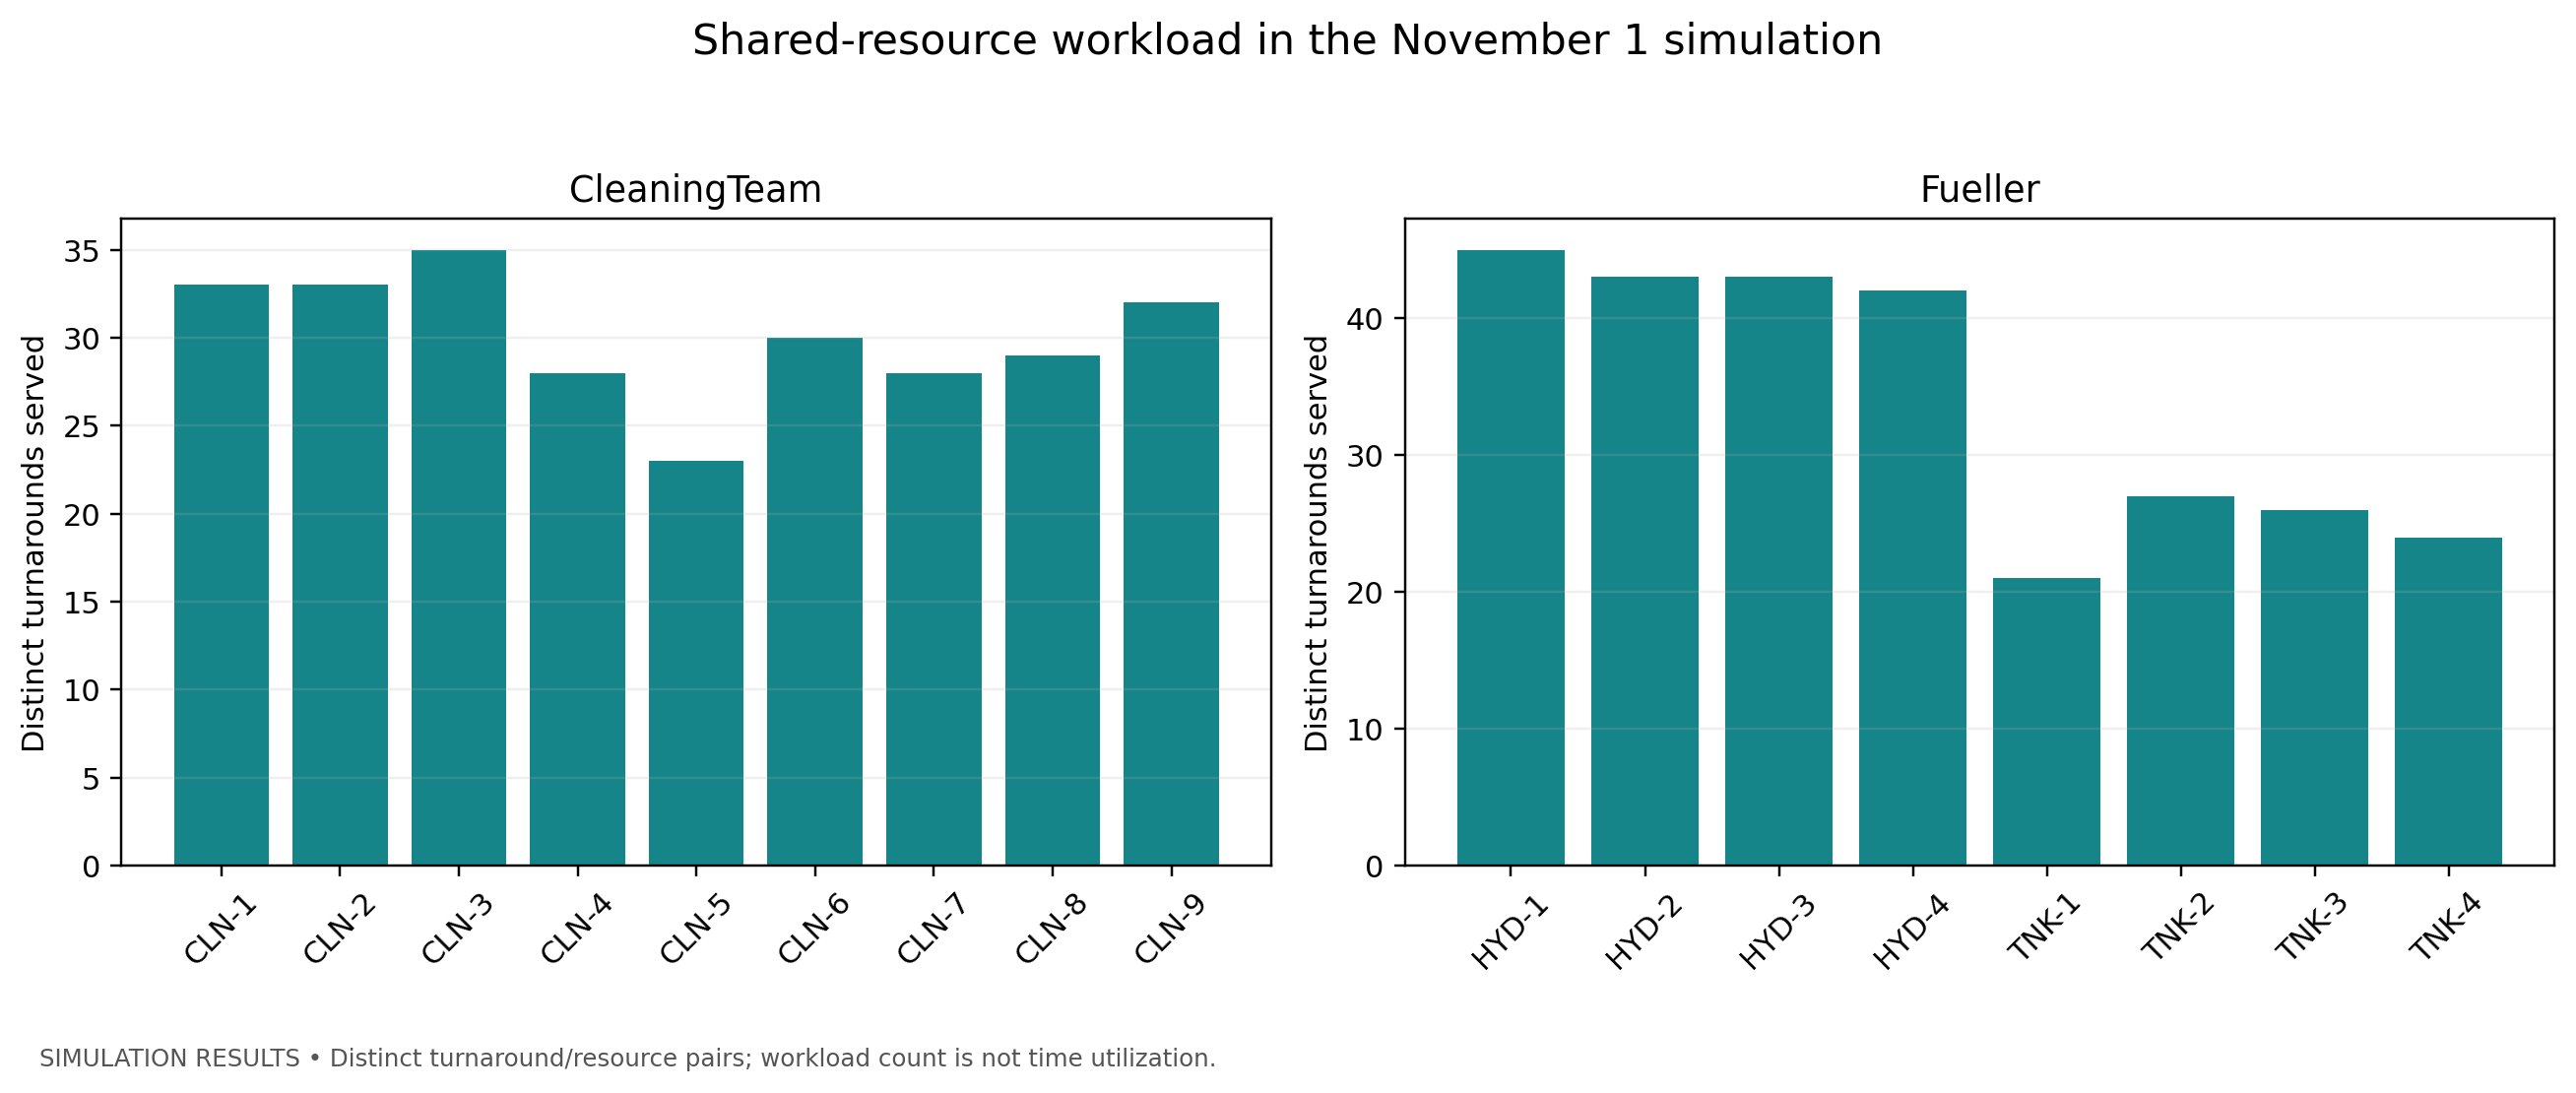 Shared-resource workload in the November 1 simulation
CleaningTeam
Distinct turnarounds served
35
30
25
20
15
10
5
0
CLN-1
CLN-2
CLN-3
CLN-4
CLN-5
CLN-6
CLN-7
CLN-8
CLN-9
Fueller
Distinct turnarounds served
40
30
20
10
0
HYD-1
HYD-2
HYD-3
HYD-4
TNK-1
TNK-2
TNK-3
TNK-4
SIMULATION RESULTS • Distinct turnaround/resource pairs; workload count is not time utilization.